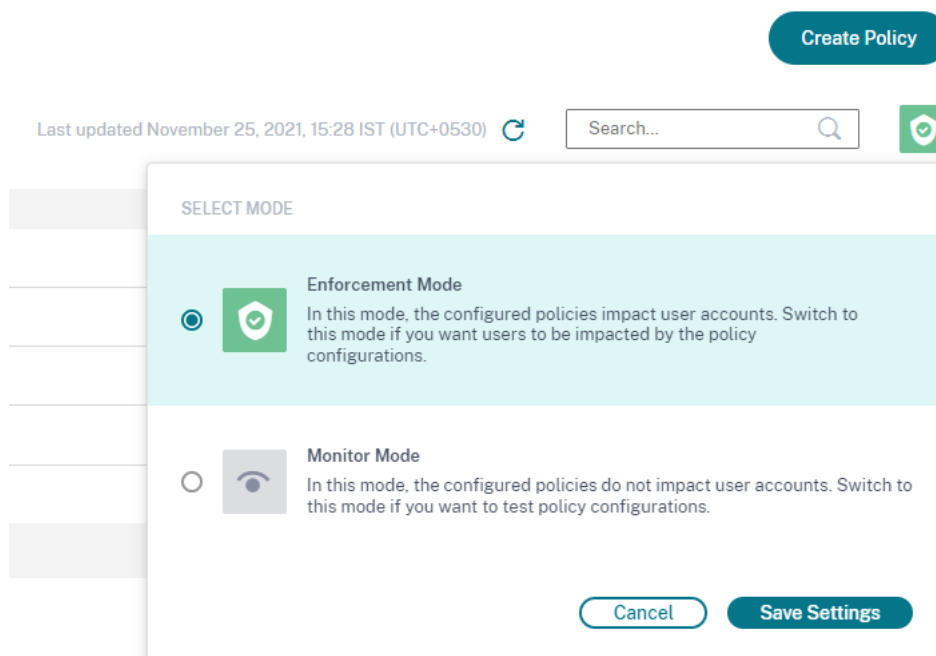 Create Policy
Last updated November 25, 2021, 15:28 IST (UTC+0530)
Search...
SELECT MODE
Enforcement Mode
In this mode, the configured policies impact user accounts. Switch to
this mode if you want users to be impacted by the policy
configurations.
Monitor Mode
In this mode, the configured policies do not impact user accounts. Switch to
this mode if you want to test policy configurations.
Cancel
Save Settings